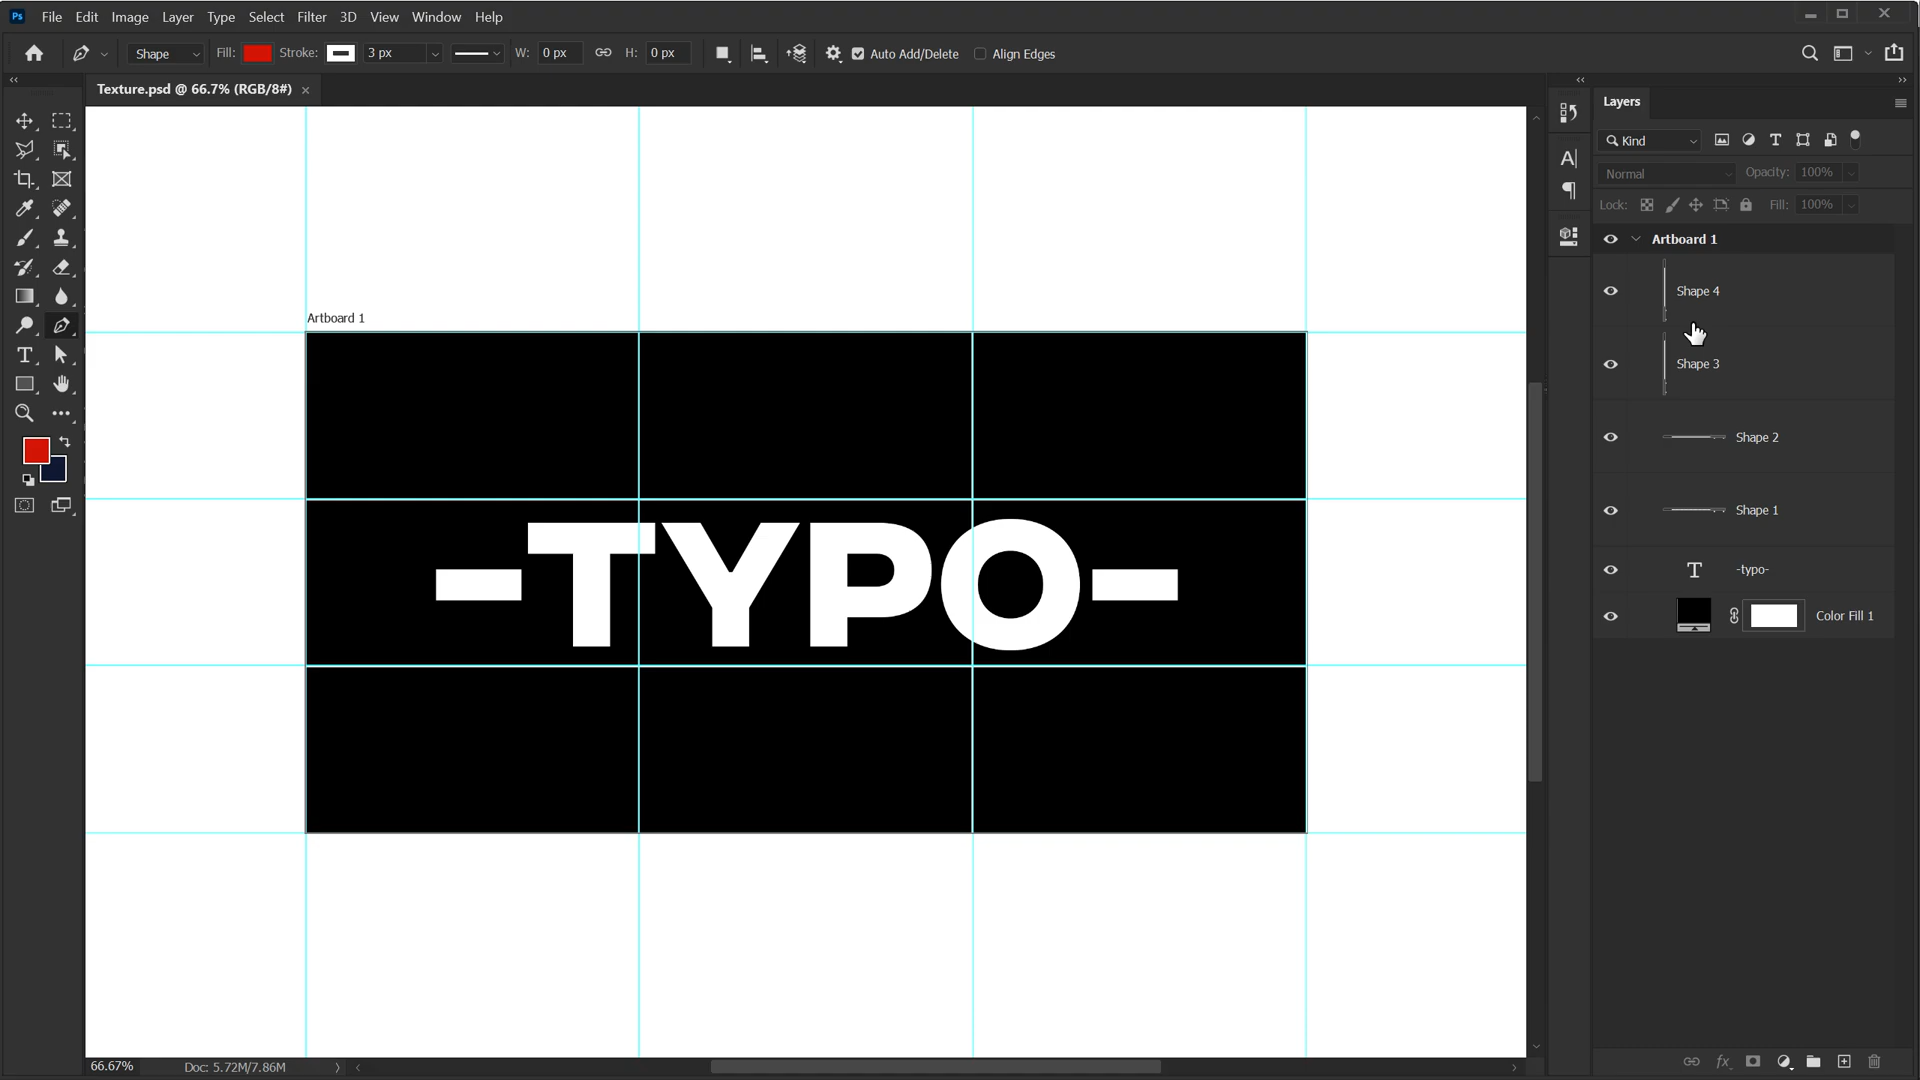 Ps File Edit Image Layer Type Select Filter 3D View Window Help
Shape Fill: Stroke: 3 px W: 0 px H: 0 px Auto Add/Delete Align Edges
Texture.psd @ 66.7% (RGB/8#)
Layers
Kind
Normal Opacity: 100%
Lock: Fill: 100%
Artboard 1
Shape 4
Shape 3
Shape 2
Shape 1
-typo-
Color Fill 1
Artboard 1
-TYPO-
66.67% Doc: 5.72M/7.86M